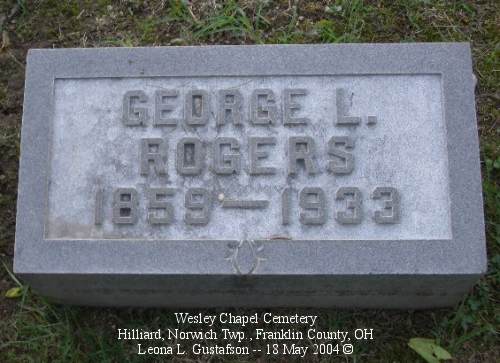 GEORGE L.
ROGERS
1859 — 1933
Wesley Chapel Cemetery
Hilliard, Norwich Twp., Franklin County, OH
Leona L. Gustafson -- 18 May 2004 ©